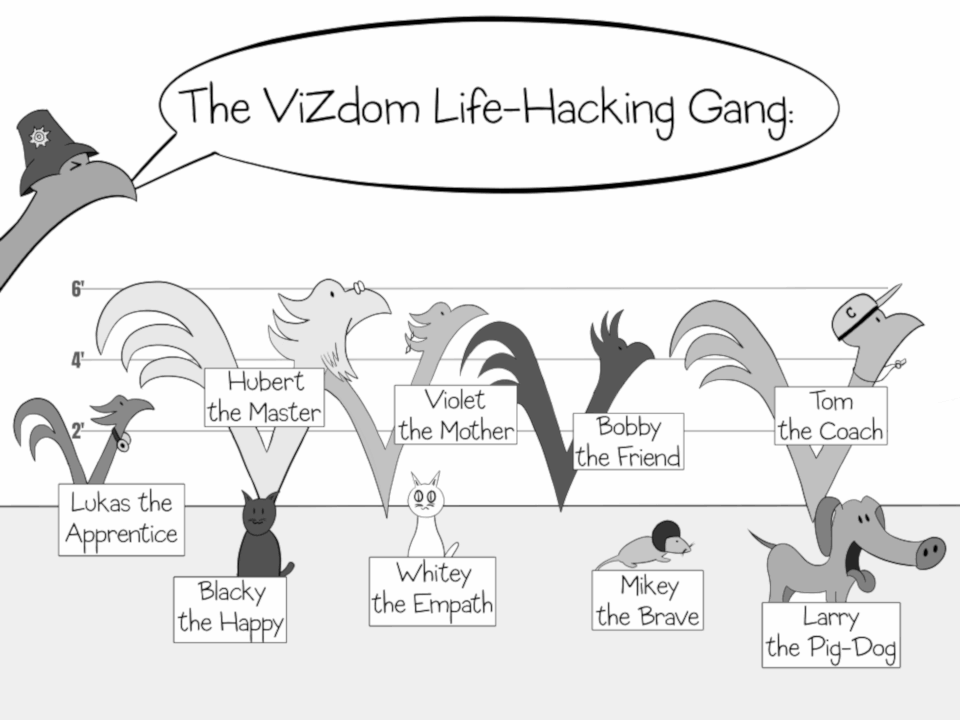 The ViZdom Life-Hacking Gang:
6'
4'
2'
C
Hubert
the Master
Violet
the Mother
Bobby
the Friend
Tom
the Coach
Lukas the
Apprentice
Blacky
the Happy
Whitey
the Empath
Mikey
the Brave
Larry
the Pig-Dog